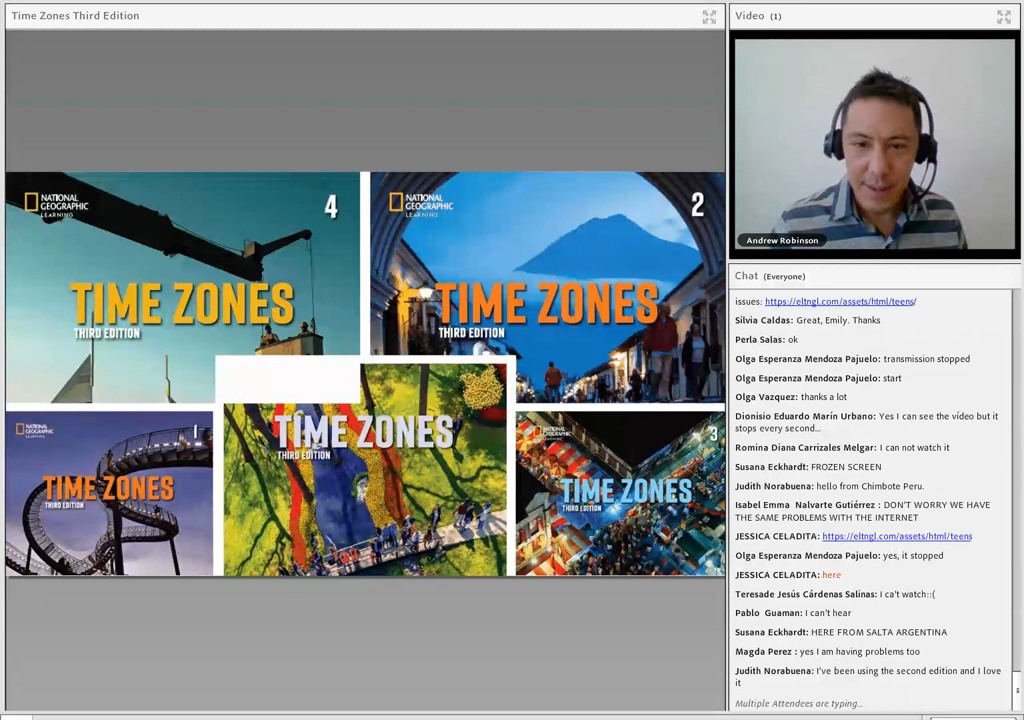 Time Zones Third Edition
NATIONAL
GEOGRAPHIC
LEARNING
4
TIME ZONES
THIRD EDITION
NATIONAL
GEOGRAPHIC
LEARNING
2
TIME ZONES
THIRD EDITION
NATIONAL
GEOGRAPHIC
LEARNING
1
TIME ZONES
THIRD EDITION
TIME ZONES
THIRD EDITION
NATIONAL
GEOGRAPHIC
LEARNING
3
TIME ZONES
THIRD EDITION
Video (1)
Andrew Robinson
Chat (Everyone)
issues: https://eltngl.com/assets/html/teens/
Silvia Caldas: Great, Emily. Thanks
Perla Salas: ok
Olga Esperanza Mendoza Pajuelo: transmission stopped
Olga Esperanza Mendoza Pajuelo: start
Olga Vazquez: thanks a lot
Dionisio Eduardo Marín Urbano: Yes I can see the vídeo but it
stops every second...
Romina Diana Carrizales Melgar: I can not watch it
Susana Eckhardt: FROZEN SCREEN
Judith Norabuena: hello from Chimbote Peru.
Isabel Emma Nalvarte Gutiérrez : DON'T WORRY WE HAVE
THE SAME PROBLEMS WITH THE INTERNET
JESSICA CELADITA: https://eltngl.com/assets/html/teens
Olga Esperanza Mendoza Pajuelo: yes, it stopped
JESSICA CELADITA: here
Teresade Jesús Cárdenas Salinas: I ca't watch::(
Pablo Guaman: I can't hear
Susana Eckhardt: HERE FROM SALTA ARGENTINA
Magda Perez : yes I am having problems too
Judith Norabuena: I've been using the second edition and I love
it
Multiple Attendees are typing...